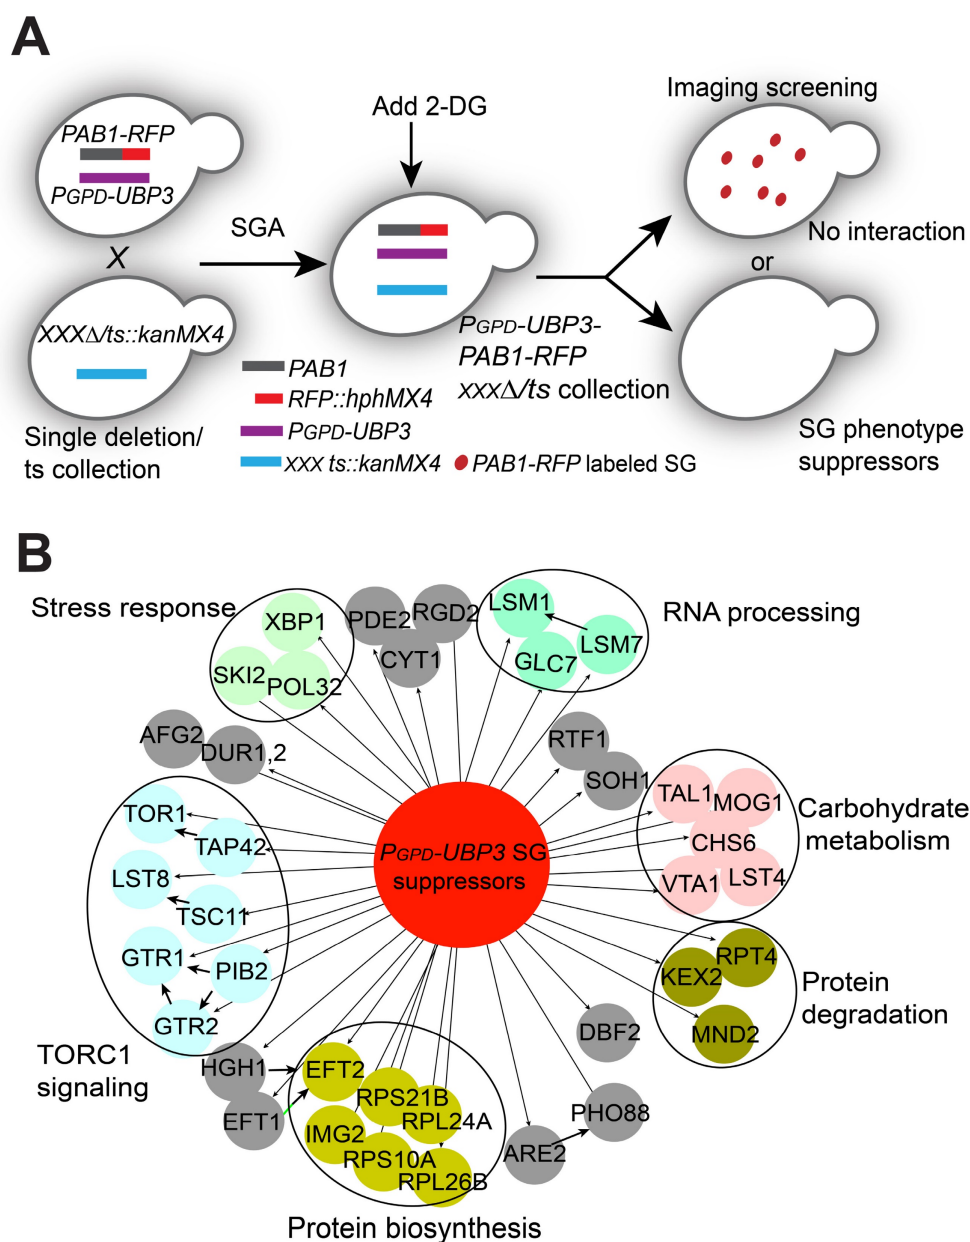 A
PAB1-RFP
PGPD-UBP3
X
XXXΔ/ts::kanMX4
Single deletion/
ts collection
SGA
Add 2-DG
PGPD-UBP3-
PAB1-RFP
xxxΔ/ts collection
PAB1
RFP::hphMX4
PGPD-UBP3
xxx ts::kanMX4
PAB1-RFP labeled SG
Imaging screening
No interaction
or
SG phenotype
suppressors
B
Stress response
XBP1
SKI2
POL32
PDE2
RGD2
CYT1
LSM1
LSM7
GLC7
RNA processing
AFG2
DUR1,2
RTF1
SOH1
TOR1
TAP42
LST8
TSC11
GTR1
PIB2
GTR2
TORC1
signaling
PGPD-UBP3 SG
suppressors
TAL1
MOG1
CHS6
VTA1
LST4
Carbohydrate
metabolism
KEX2
RPT4
MND2
Protein
degradation
HGH1
EFT1
EFT2
RPS21B
RPL24A
IMG2
RPS10A
RPL26B
Protein biosynthesis
DBF2
PHO88
ARE2